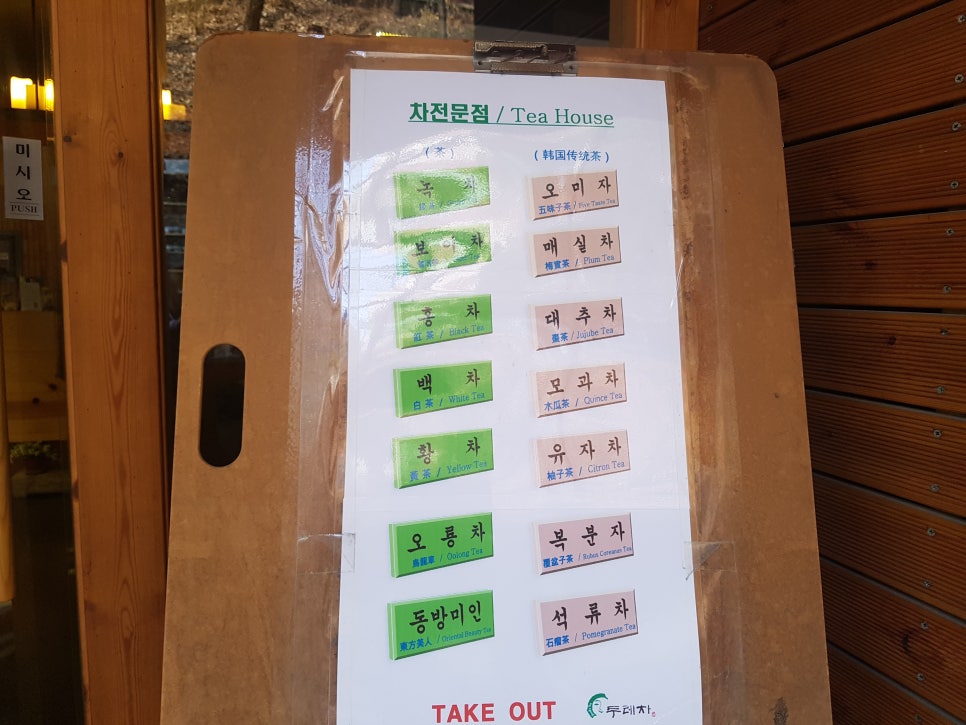 미
시
오
PUSH
차전문점 / Tea House
(茶)
녹 차
보이차
홍 차
紅茶 / Black Tea
백 차
白茶 / White Tea
황 차
黃茶 / Yellow Tea
오룡차
烏龍車 / Oolong Tea
동방미인
東方美人 / Oriental Beauty Tea
(韩国传统茶)
오미자
五味子茶 / Five Taste Tea
매실차
梅實茶 / Plum Tea
대추차
棗茶 / Jujube Tea
모과차
木瓜茶 / Quince Tea
유자차
柚子茶 / Citron Tea
복분자
覆盆子茶 / Rubus Coreanus Tea
석류차
石榴茶 / Pomegranate Tea
TAKE OUT
두레차